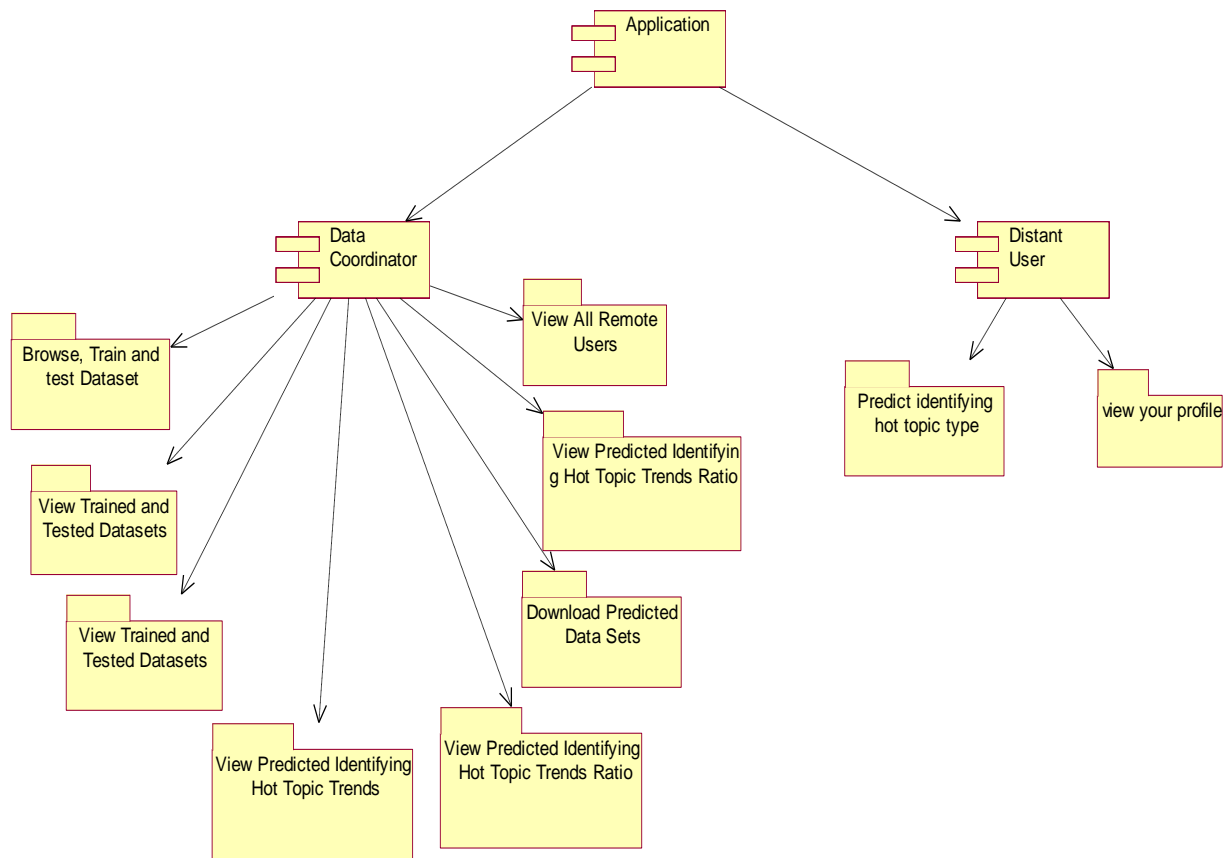 Application
Data
Coordinator
Distant
User
View All Remote
Users
Browse, Train and
test Dataset
Predict identifying
hot topic type
view your profile
View Predicted Identifyin
g Hot Topic Trends Ratio
View Trained and
Tested Datasets
Download Predicted
Data Sets
View Trained and
Tested Datasets
View Predicted Identifying
Hot Topic Trends
View Predicted Identifying
Hot Topic Trends Ratio